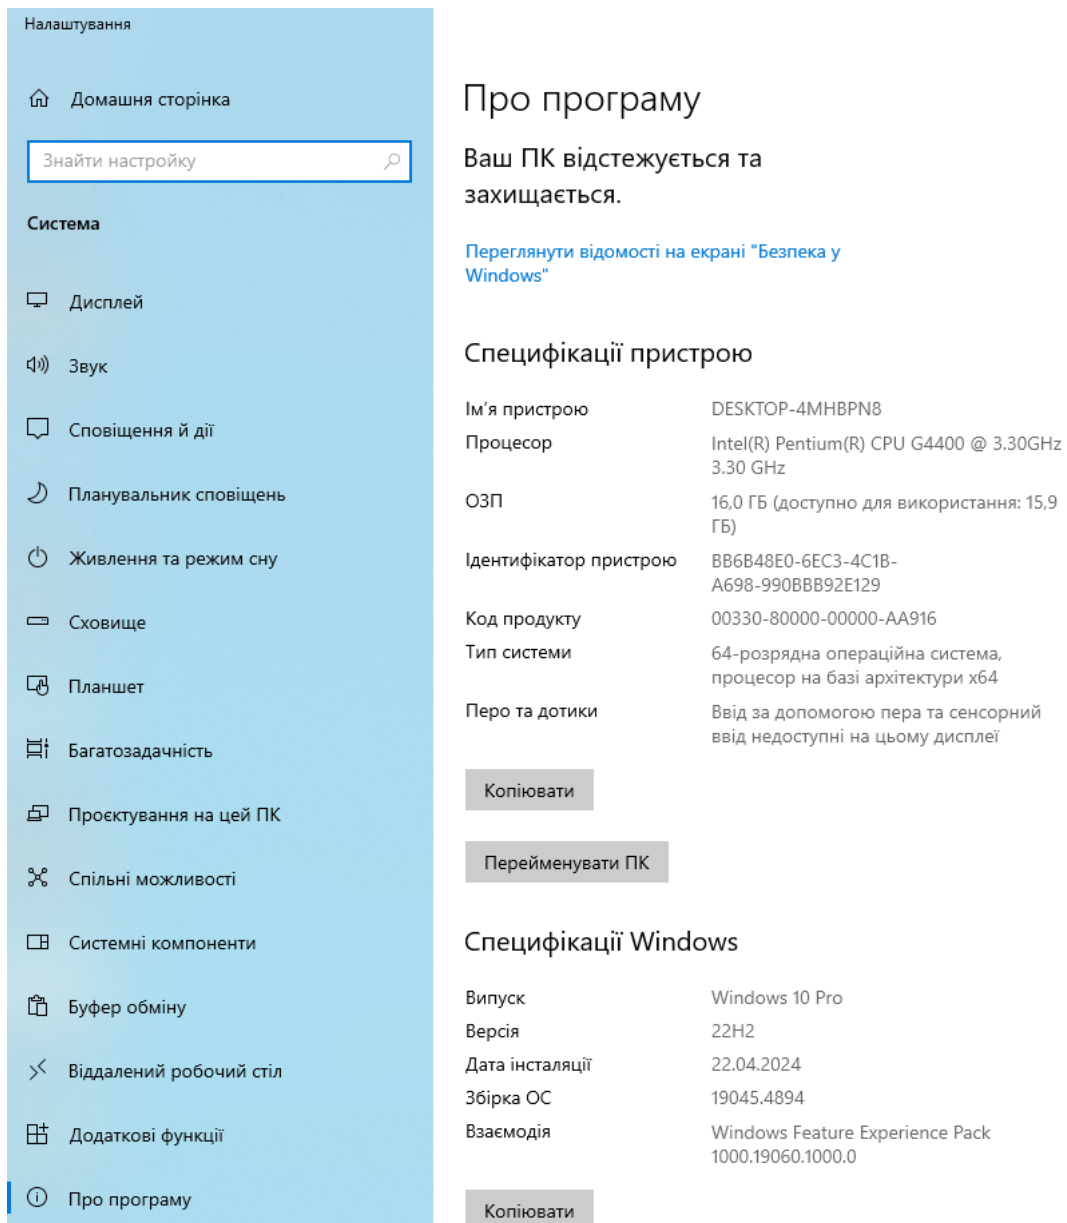 Налаштування
Домашня сторінка
Знайти настройку
Система
Дисплей
Звук
Сповіщення й дії
Планувальник сповіщень
Живлення та режим сну
Сховище
Планшет
Багатозадачність
Проєктування на цей ПК
Спільні можливості
Системні компоненти
Буфер обміну
Віддалений робочий стіл
Додаткові функції
Про програму
Про програму
Ваш ПК відстежується та
захищається.
Переглянути відомості на екрані "Безпека у
Windows"
Специфікації пристрою
Ім'я пристрою DESKTOP-4MHBPN8
Процесор Intel(R) Pentium(R) CPU G4400 @ 3.30GHz
3.30 GHz
ОЗП 16,0 ГБ (доступно для використання: 15,9
ГБ)
Ідентифікатор пристрою BB6B48E0-6EC3-4C1B-
A698-990BBB92E129
Код продукту 00330-80000-00000-AA916
Тип системи 64-розрядна операційна система,
процесор на базі архітектури x64
Перо та дотики Ввід за допомогою пера та сенсорний
ввід недоступні на цьому дисплеї
Копіювати
Перейменувати ПК
Специфікації Windows
Випуск Windows 10 Pro
Версія 22H2
Дата інсталяції 22.04.2024
Збірка ОС 19045.4894
Взаємодія Windows Feature Experience Pack
1000.19060.1000.0
Копіювати